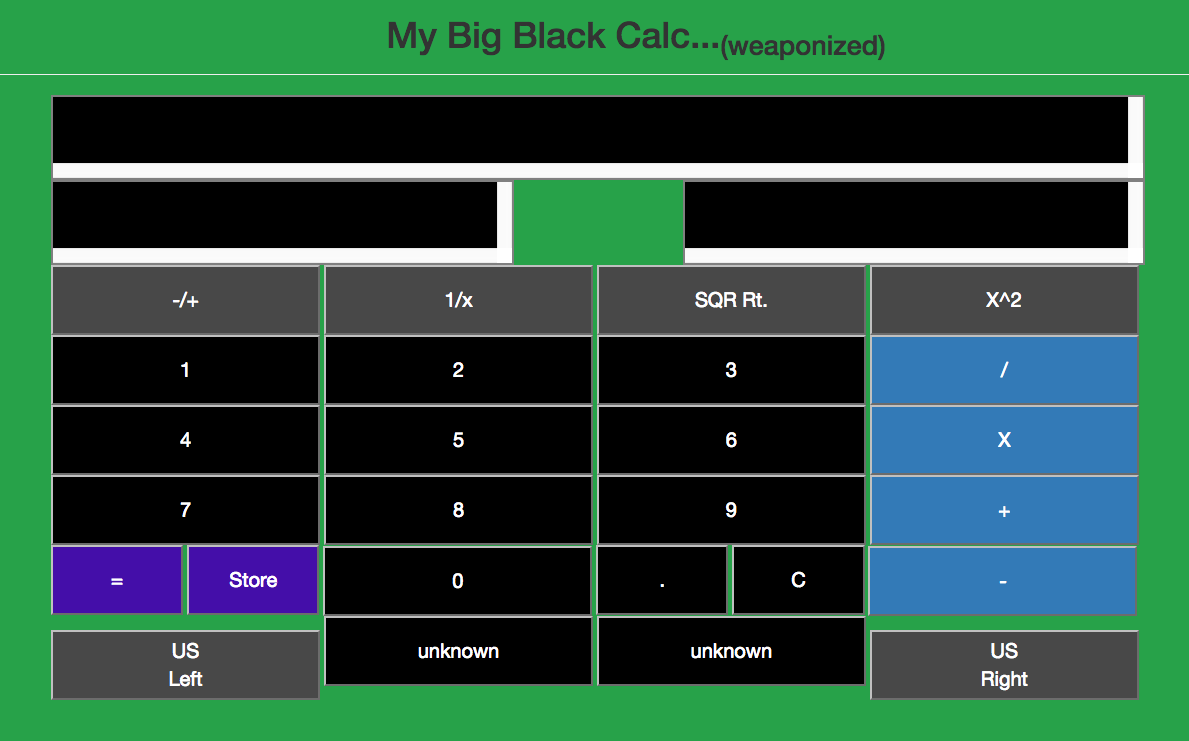 My Big Black Calc...(weaponized)
-/+ 1/x SQR Rt. X^2
1 2 3 /
4 5 6 X
7 8 9 +
= Store 0 . C -
US Left unknown unknown US Right